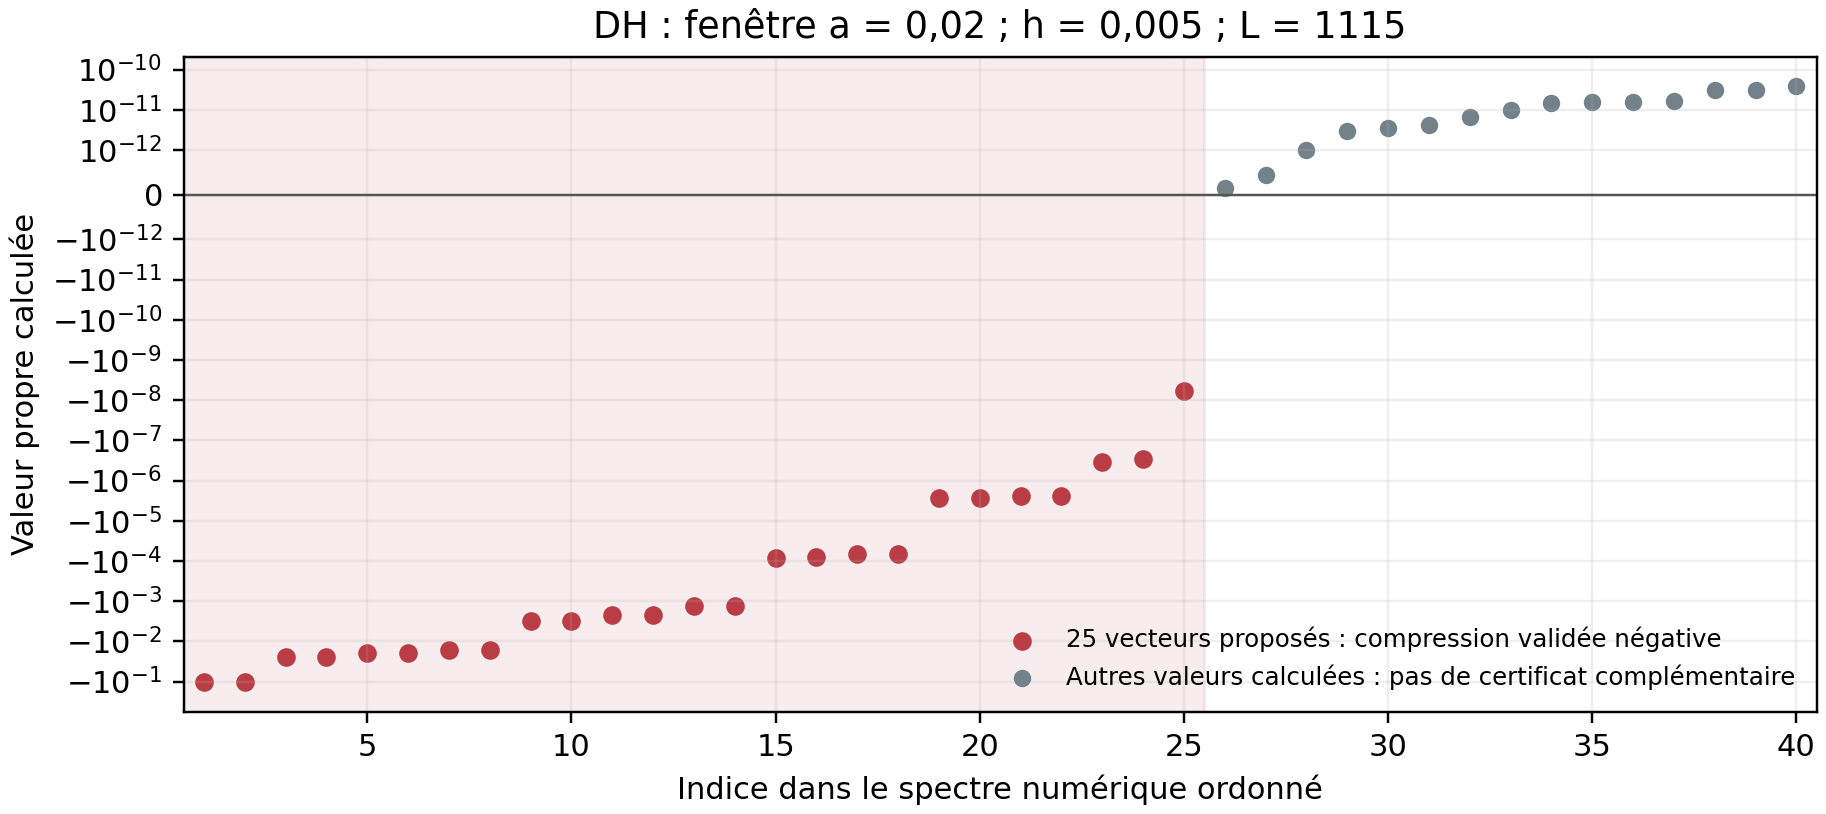 DH : fenêtre a = 0,02 ; h = 0,005 ; L = 1115
Valeur propre calculée
10⁻¹⁰
10⁻¹¹
10⁻¹²
0
−10⁻¹²
−10⁻¹¹
−10⁻¹⁰
−10⁻⁹
−10⁻⁸
−10⁻⁷
−10⁻⁶
−10⁻⁵
−10⁻⁴
−10⁻³
−10⁻²
−10⁻¹
25 vecteurs proposés : compression validée négative
Autres valeurs calculées : pas de certificat complémentaire
5 10 15 20 25 30 35 40
Indice dans le spectre numérique ordonné